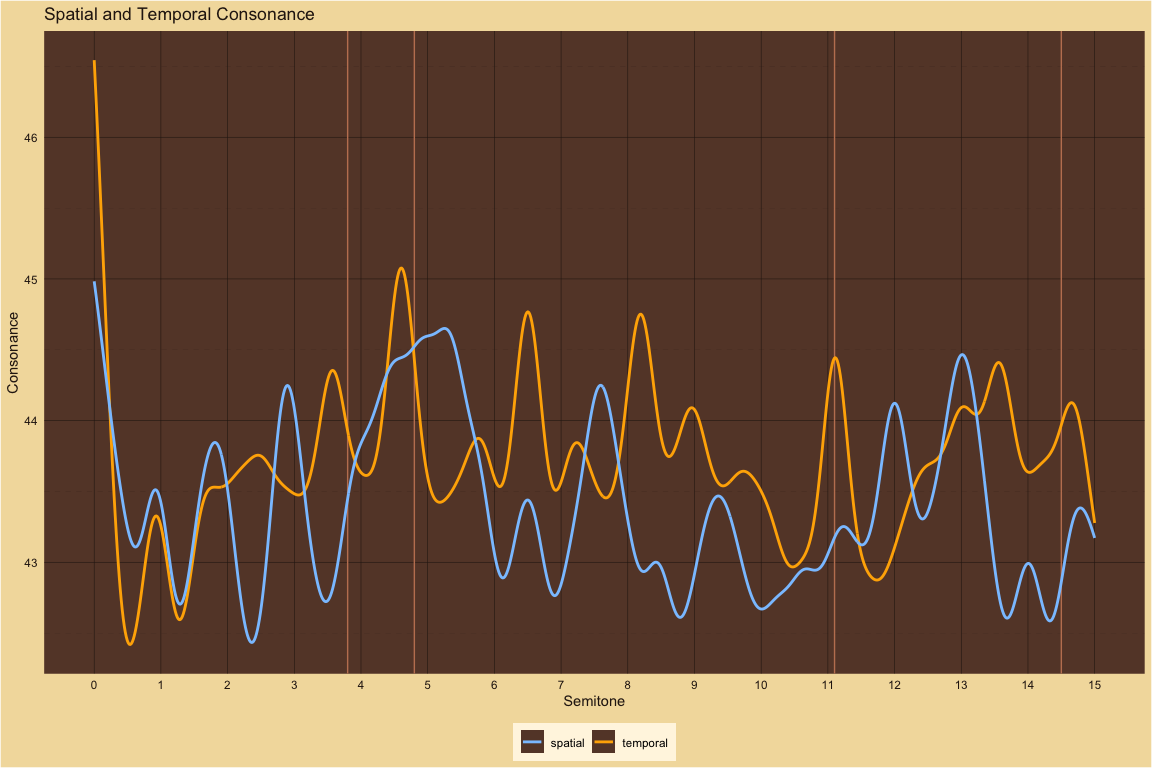 Spatial and Temporal Consonance
Consonance
46
45
44
43
0 1 2 3 4 5 6 7 8 9 10 11 12 13 14 15
Semitone
spatial temporal